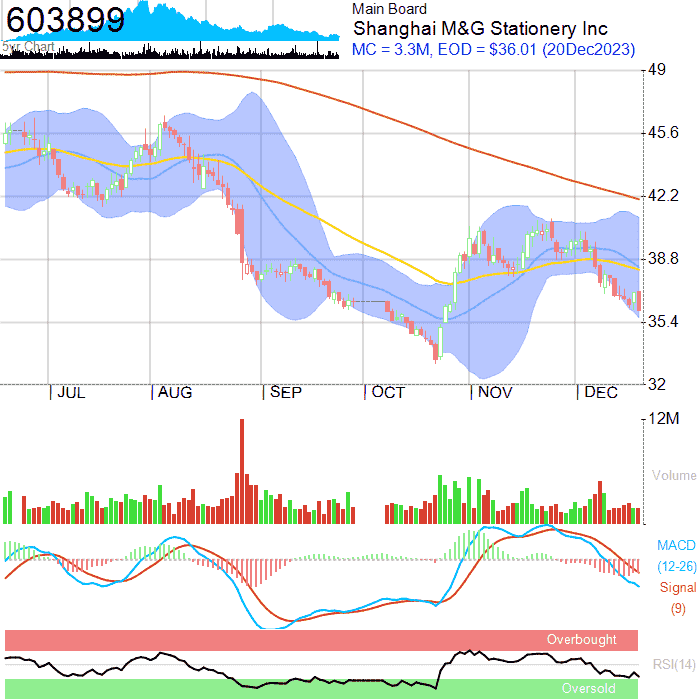 603899
5yr Chart
Main Board
Shanghai M&G Stationery Inc
MC = 3.3M, EOD = $36.01 (20Dec2023)
49
45.6
42.2
38.8
35.4
32
JUL AUG SEP OCT NOV DEC
12M
Volume
MACD
(12-26)
Signal
(9)
Overbought
RSI(14)
Oversold